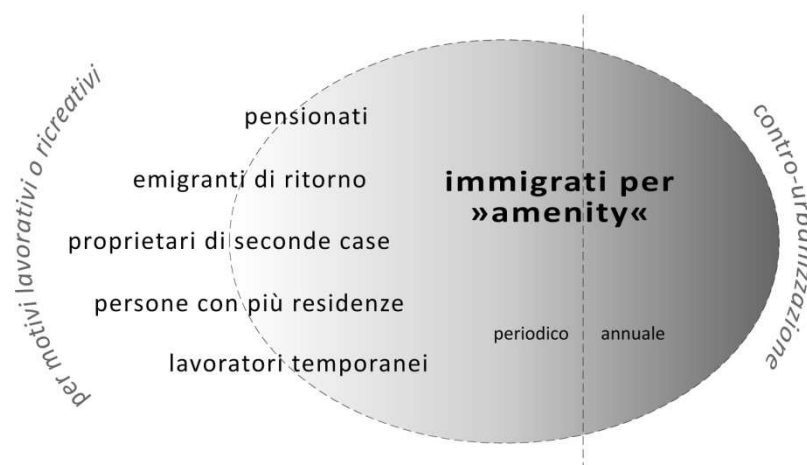 per motivi lavorativi o ricreativi
pensionati
emigranti di ritorno
proprietari di seconde case
persone con più residenze
lavoratori temporanei
immigrati per
»amenity«
periodico
annuale
contro-urbanizzazione